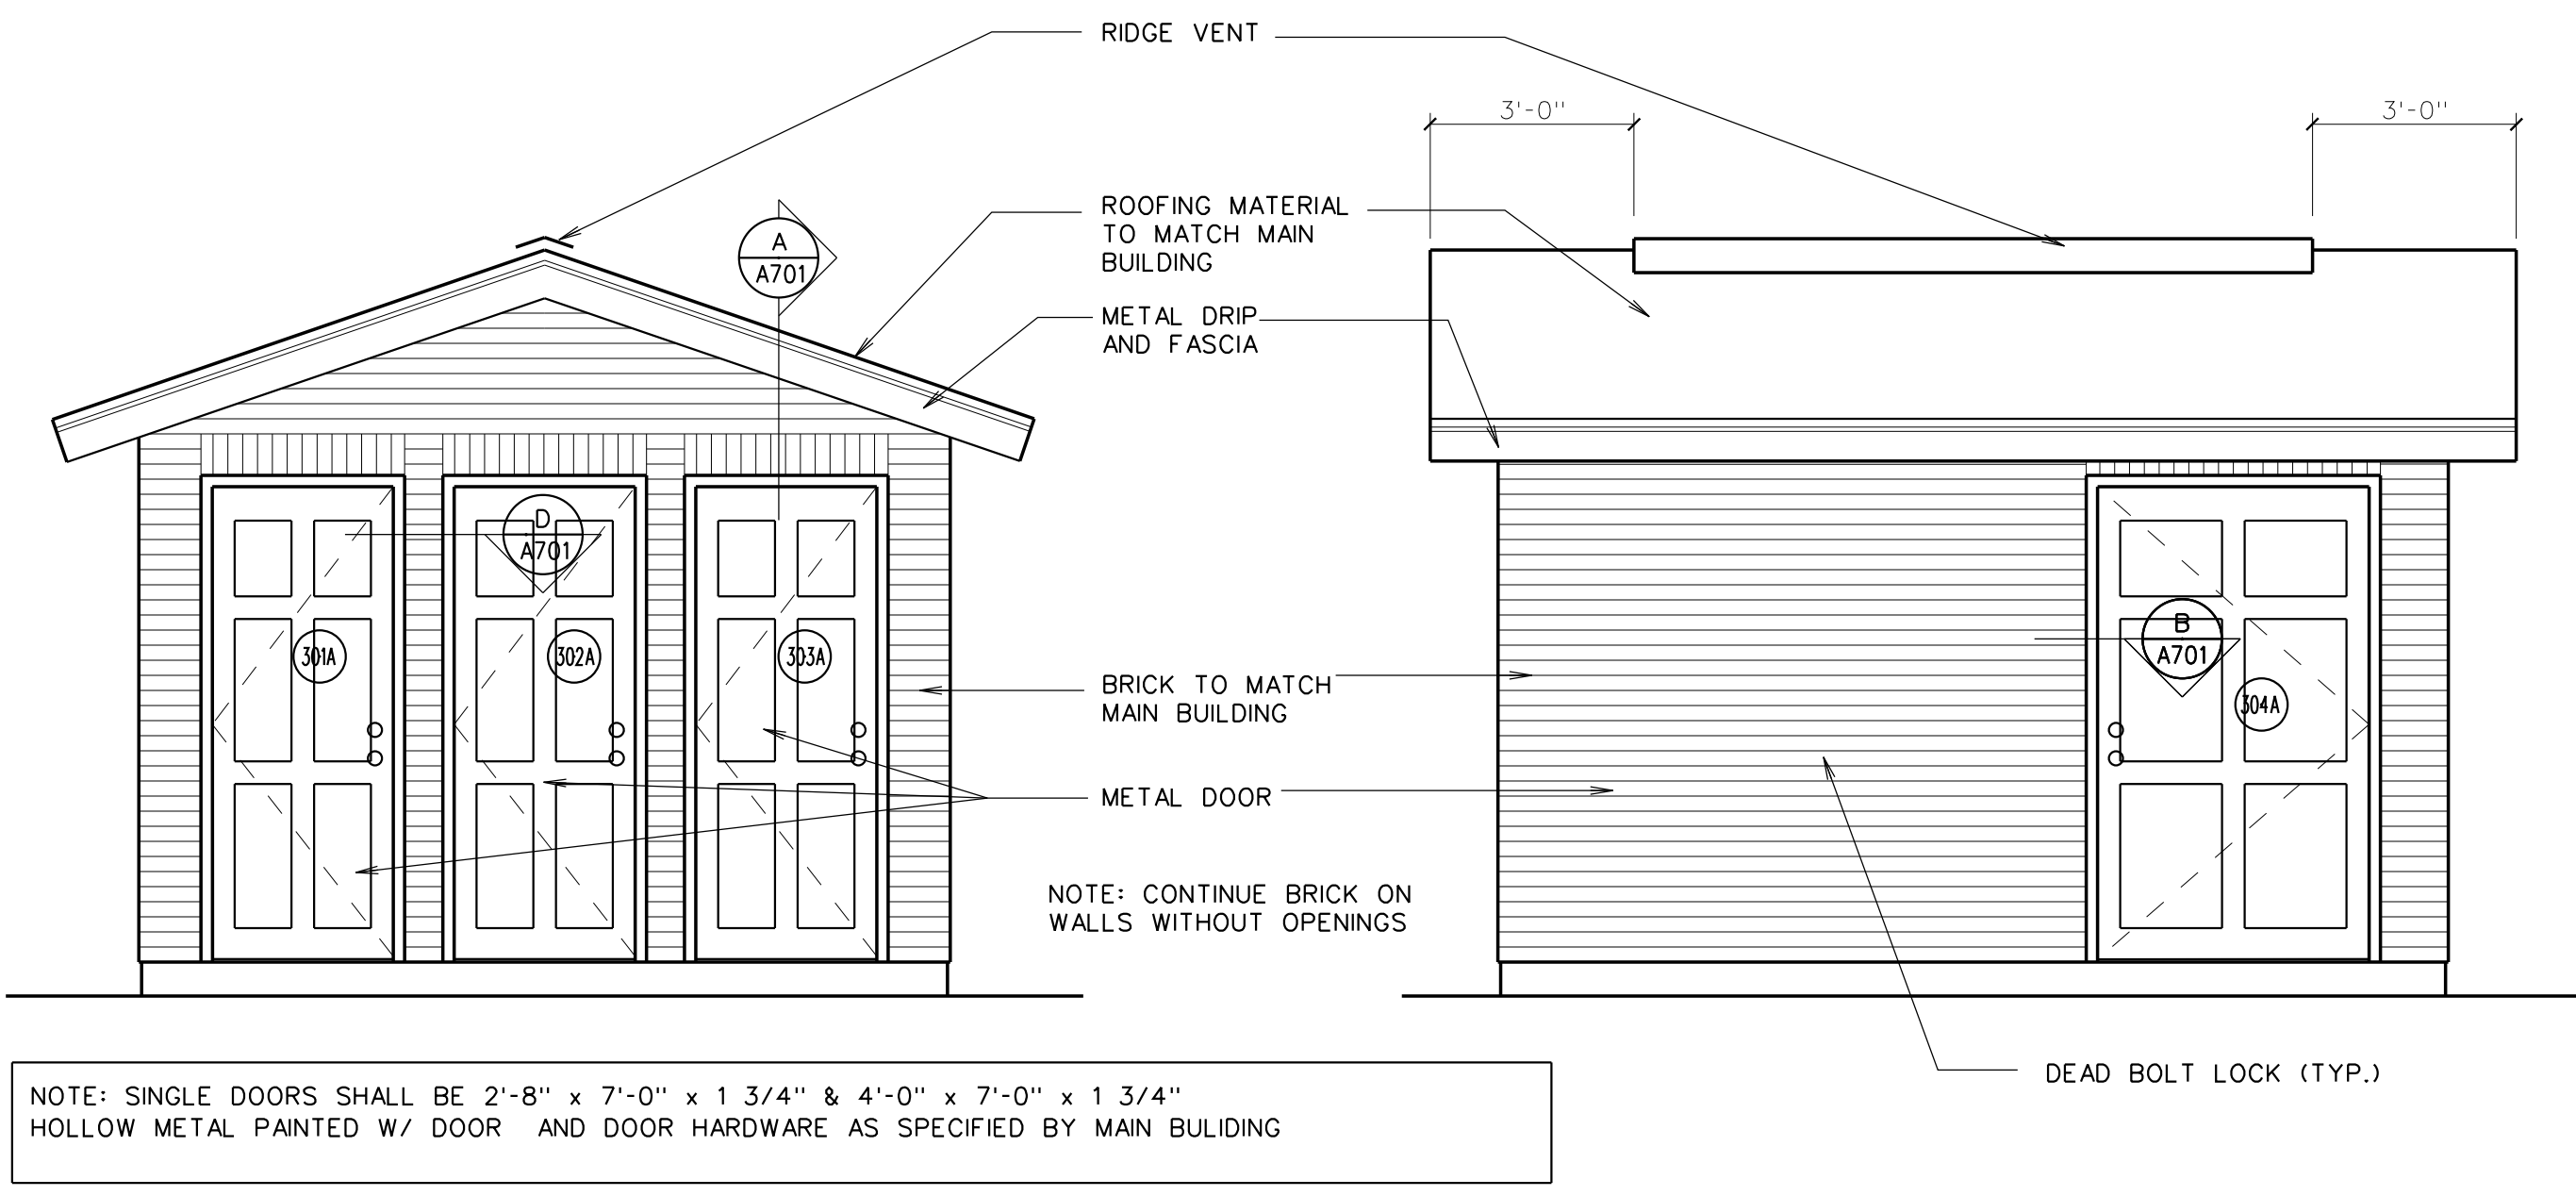 RIDGE VENT
3'-0"
3'-0"
A
A701
ROOFING MATERIAL
TO MATCH MAIN
BUILDING
METAL DRIP
AND FASCIA
D
A701
301A
302A
303A
B
A701
304A
BRICK TO MATCH
MAIN BUILDING
METAL DOOR
NOTE: CONTINUE BRICK ON
WALLS WITHOUT OPENINGS
DEAD BOLT LOCK (TYP.)
NOTE: SINGLE DOORS SHALL BE 2'-8" x 7'-0" x 1 3/4" & 4'-0" x 7'-0" x 1 3/4"
HOLLOW METAL PAINTED W/ DOOR AND DOOR HARDWARE AS SPECIFIED BY MAIN BULIDING